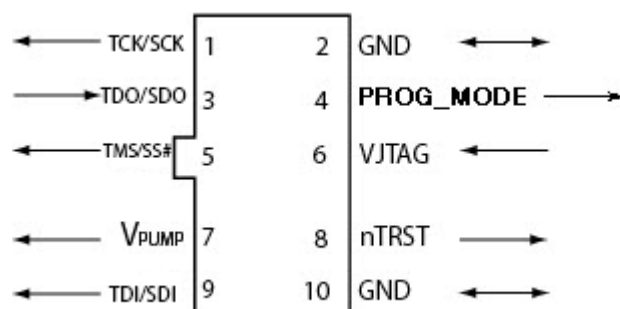 TCK/SCK 1 2 GND
TDO/SDO 3 4 PROG_MODE
TMS/SS# 5 6 VJTAG
VPUMP 7 8 nTRST
TDI/SDI 9 10 GND